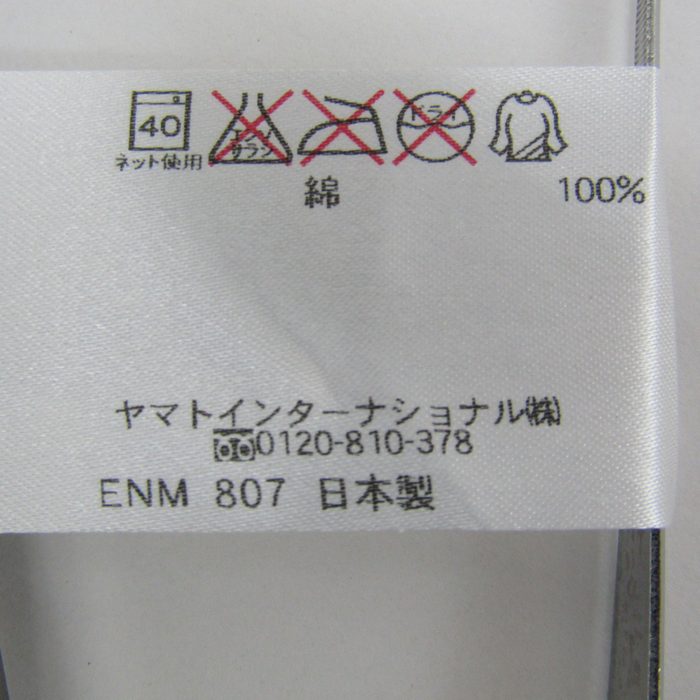 40
ネット使用
エンソ
サラシ
ドライ
綿 100%
ヤマトインターナショナル㈱
0120-810-378
ENM 807 日本製